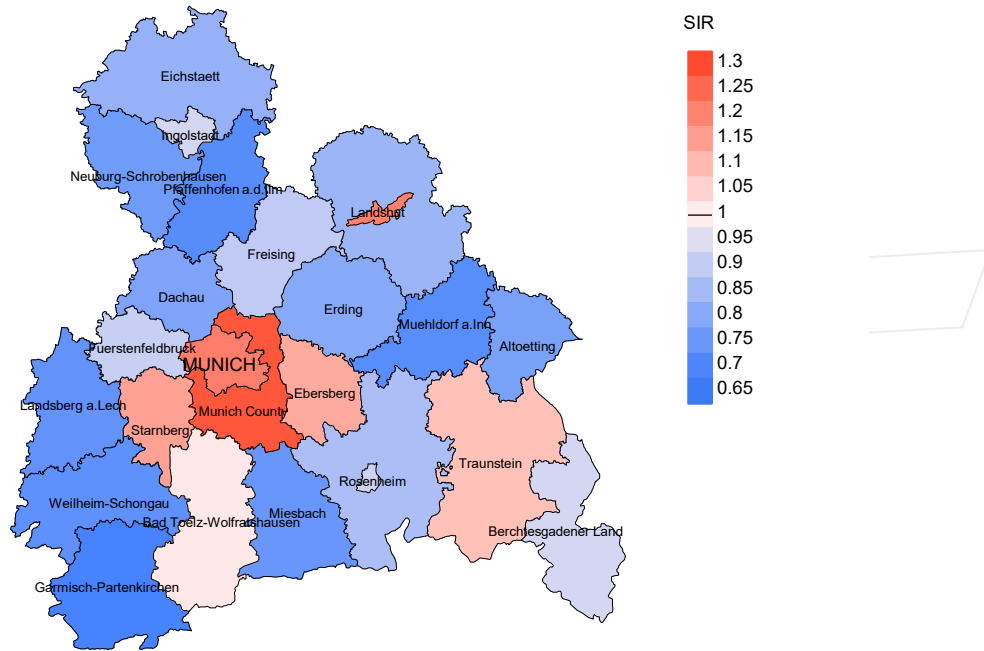 SIR
1.3
1.25
1.2
1.15
1.1
1.05
1
0.95
0.9
0.85
0.8
0.75
0.7
0.65
Eichstaett
Ingolstadt
Neuburg-Schrobenhausen
Pfaffenhofen a.d.Ilm
Landshut
Freising
Dachau
Erding
Muehldorf a.Inn
Altoetting
Fuerstenfeldbruck
MUNICH
Ebersberg
Landsberg a.Lech
Munich County
Starnberg
Traunstein
Rosenheim
Weilheim-Schongau
Miesbach
Bad Toelz-Wolfratshausen
Berchtesgadener Land
Garmisch-Partenkirchen